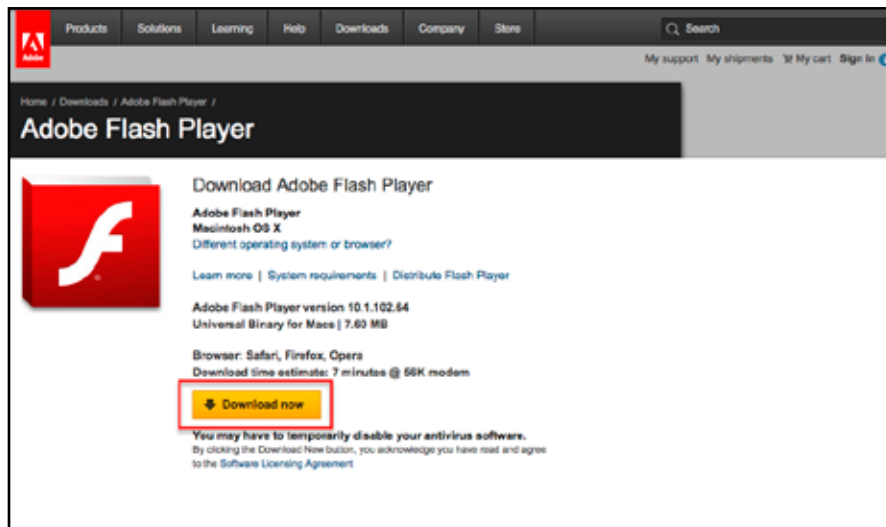 Products Solutions Learning Help Downloads Company Store Search
Adobe
My support My shipments My cart Sign in
Home / Downloads / Adobe Flash Player /
Adobe Flash Player
Download Adobe Flash Player
Adobe Flash Player
Macintosh OS X
Different operating system or browser?
Learn more | System requirements | Distribute Flash Player
Adobe Flash Player version 10.1.102.64
Universal Binary for Macs | 7.60 MB
Browser: Safari, Firefox, Opera
Download time estimate: 7 minutes @ 56K modem
Download now
You may have to temporarily disable your antivirus software.
By clicking the Download Now button, you acknowledge you have read and agree
to the Software Licensing Agreement